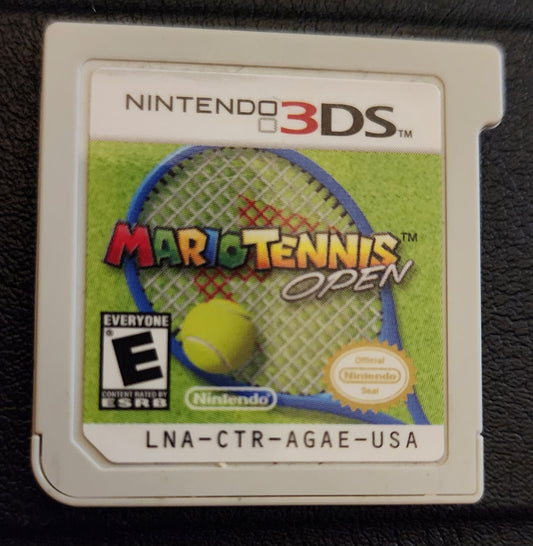 NINTENDO 3DS™
MARIO TENNIS™
OPEN
EVERYONE
E
CONTENT RATED BY
ESRB
Nintendo
Official
Nintendo
Seal
LNA-CTR-AGAE-USA